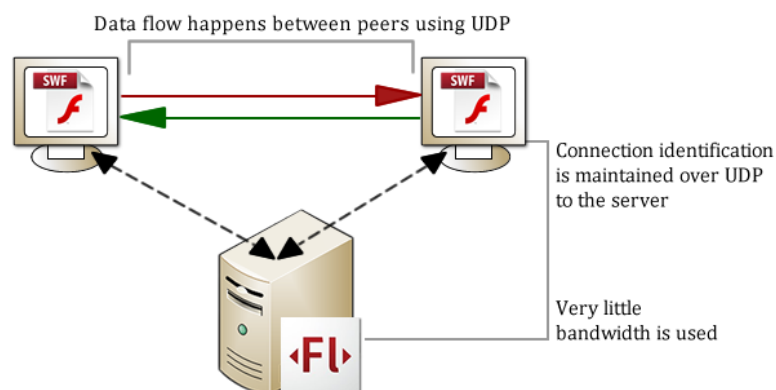 Data flow happens between peers using UDP
SWF
SWF
Connection identification
is maintained over UDP
to the server
Very little
bandwidth is used
Fl